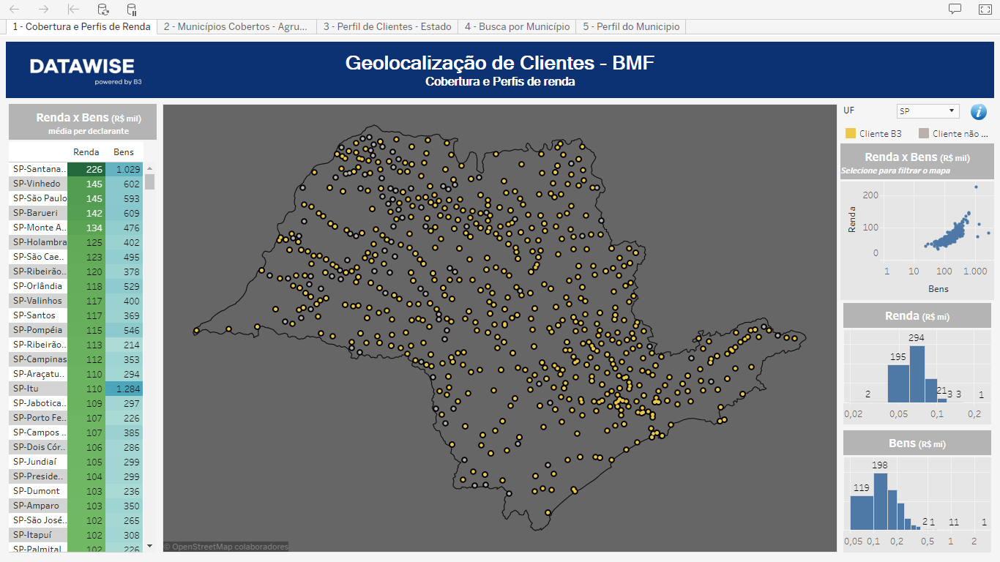 1 - Cobertura e Perfis de Renda
2 - Municípios Cobertos - Agru...
3 - Perfil de Clientes - Estado
4 - Busca por Município
5 - Perfil do Municipio
DATAWISE
powered by B3
Geolocalização de Clientes - BMF
Cobertura e Perfis de renda
Renda x Bens (R$ mil)
média per declarante
Renda Bens
SP-Santana.. 226 1.029
SP-Vinhedo 145 602
SP-São Paulo 145 593
SP-Barueri 142 609
SP-Monte A.. 134 476
SP-Holambra 125 402
SP-São Cae.. 123 495
SP-Ribeirão.. 120 378
SP-Orlândia 118 529
SP-Valinhos 117 400
SP-Santos 117 369
SP-Pompéia 115 546
SP-Ribeirão.. 113 214
SP-Campinas 112 353
SP-Araçatu.. 110 294
SP-Itu 110 1.284
SP-Jabotica.. 109 297
SP-Porto Fe.. 107 226
SP-Campos .. 107 385
SP-Dois Cór.. 106 286
SP-Jundiaí 105 299
SP-Preside.. 104 299
SP-Dumont 103 236
SP-Amparo 103 350
SP-São José.. 102 265
SP-Itapuí 102 308
SP-Palmital 102 226
© OpenStreetMap colaboradores
UF
SP
i
Cliente B3
Cliente não ...
Renda x Bens (R$ mil)
Selecione para filtrar o mapa
200
100
0
Renda
1 10 100 1.000
Bens
Renda (R$ mi)
2 195 294 21 3 3 1
0,02 0,05 0,1 0,2
Bens (R$ mi)
119 198 2 1 11 1
0,05 0,1 0,2 0,5 1 2